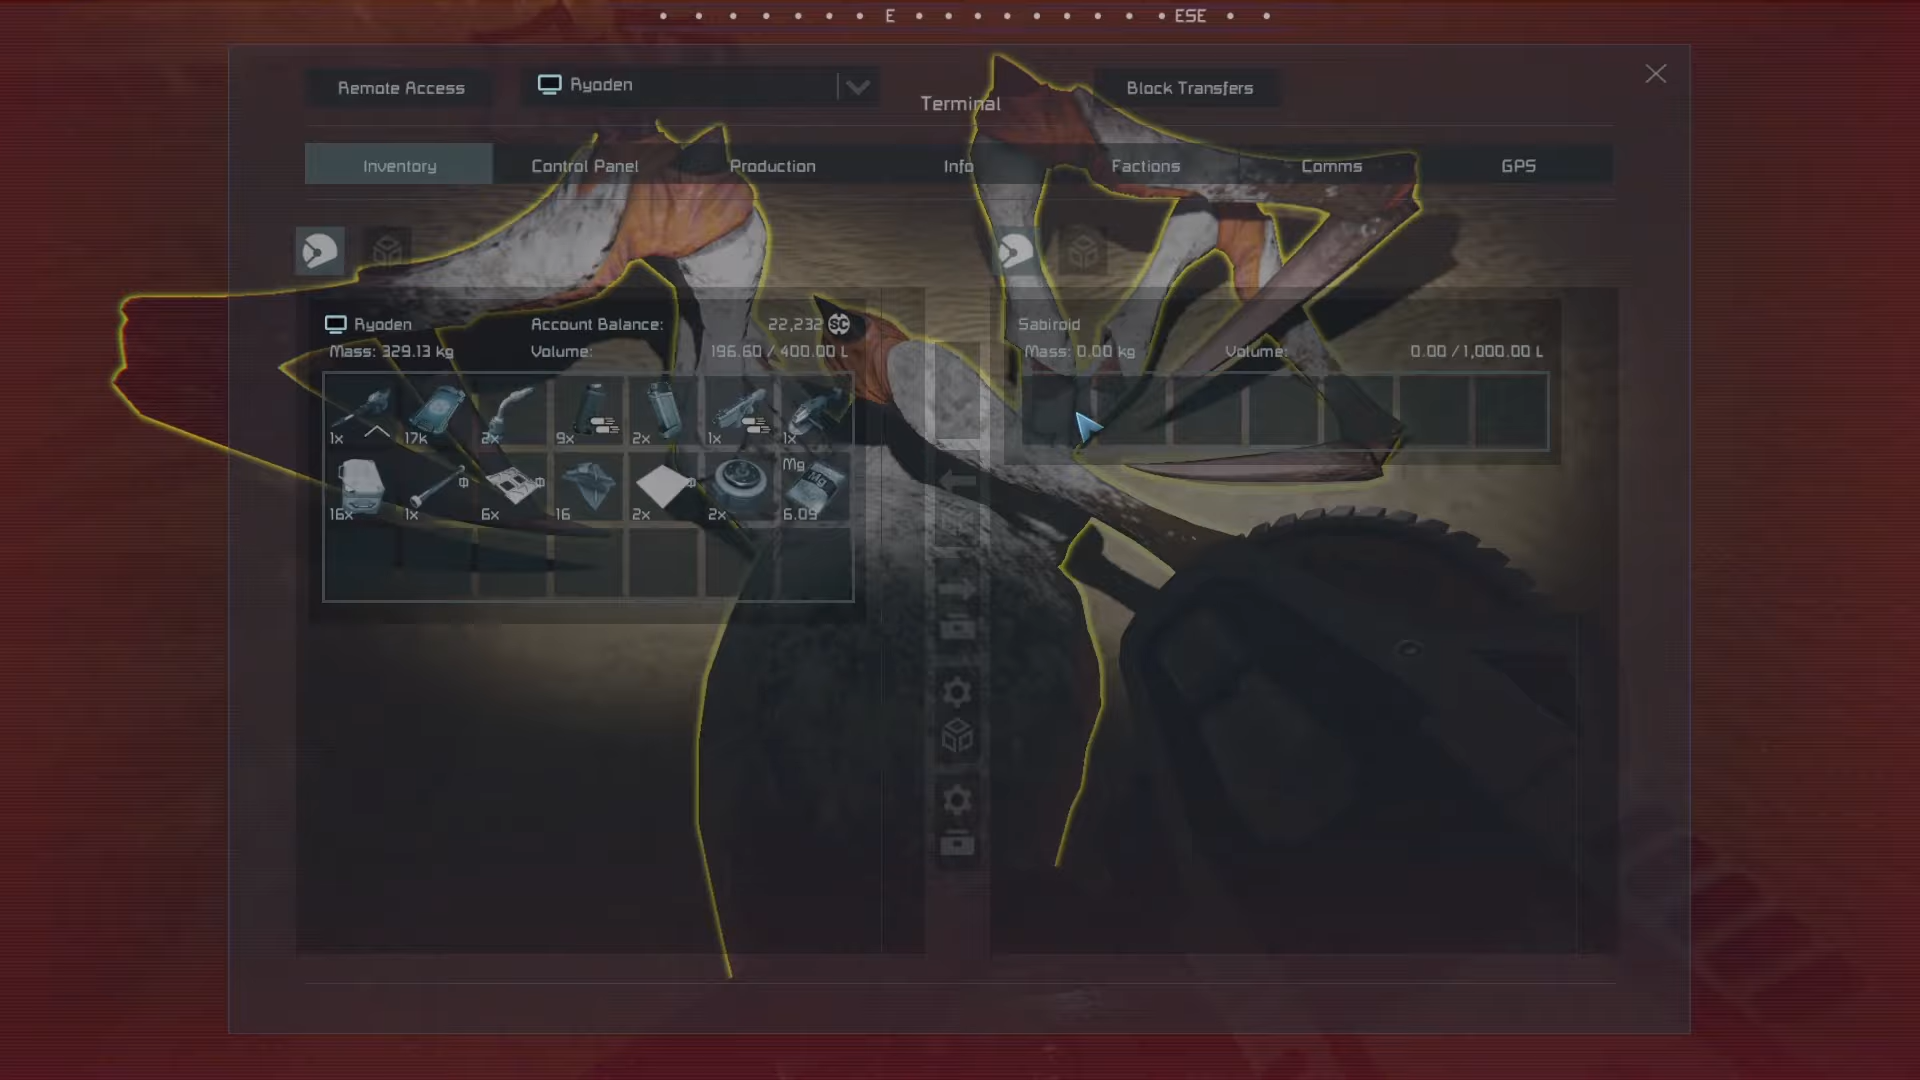 E ESE
Remote Access Ryoden Terminal Block Transfers
Inventory Control Panel Production Info Factions Comms GPS
Ryoden Account Balance: 22,232 SC
Mass: 329.13 kg Volume: 196.60 / 400.00 L
1x 17k 2x 9x 2x 1x 1x
Mg
Mg
16x 1x 6x 16 2x 2x 6.09
Sabiroid
Mass: 0.00 kg Volume: 0.00 / 1,000.00 L